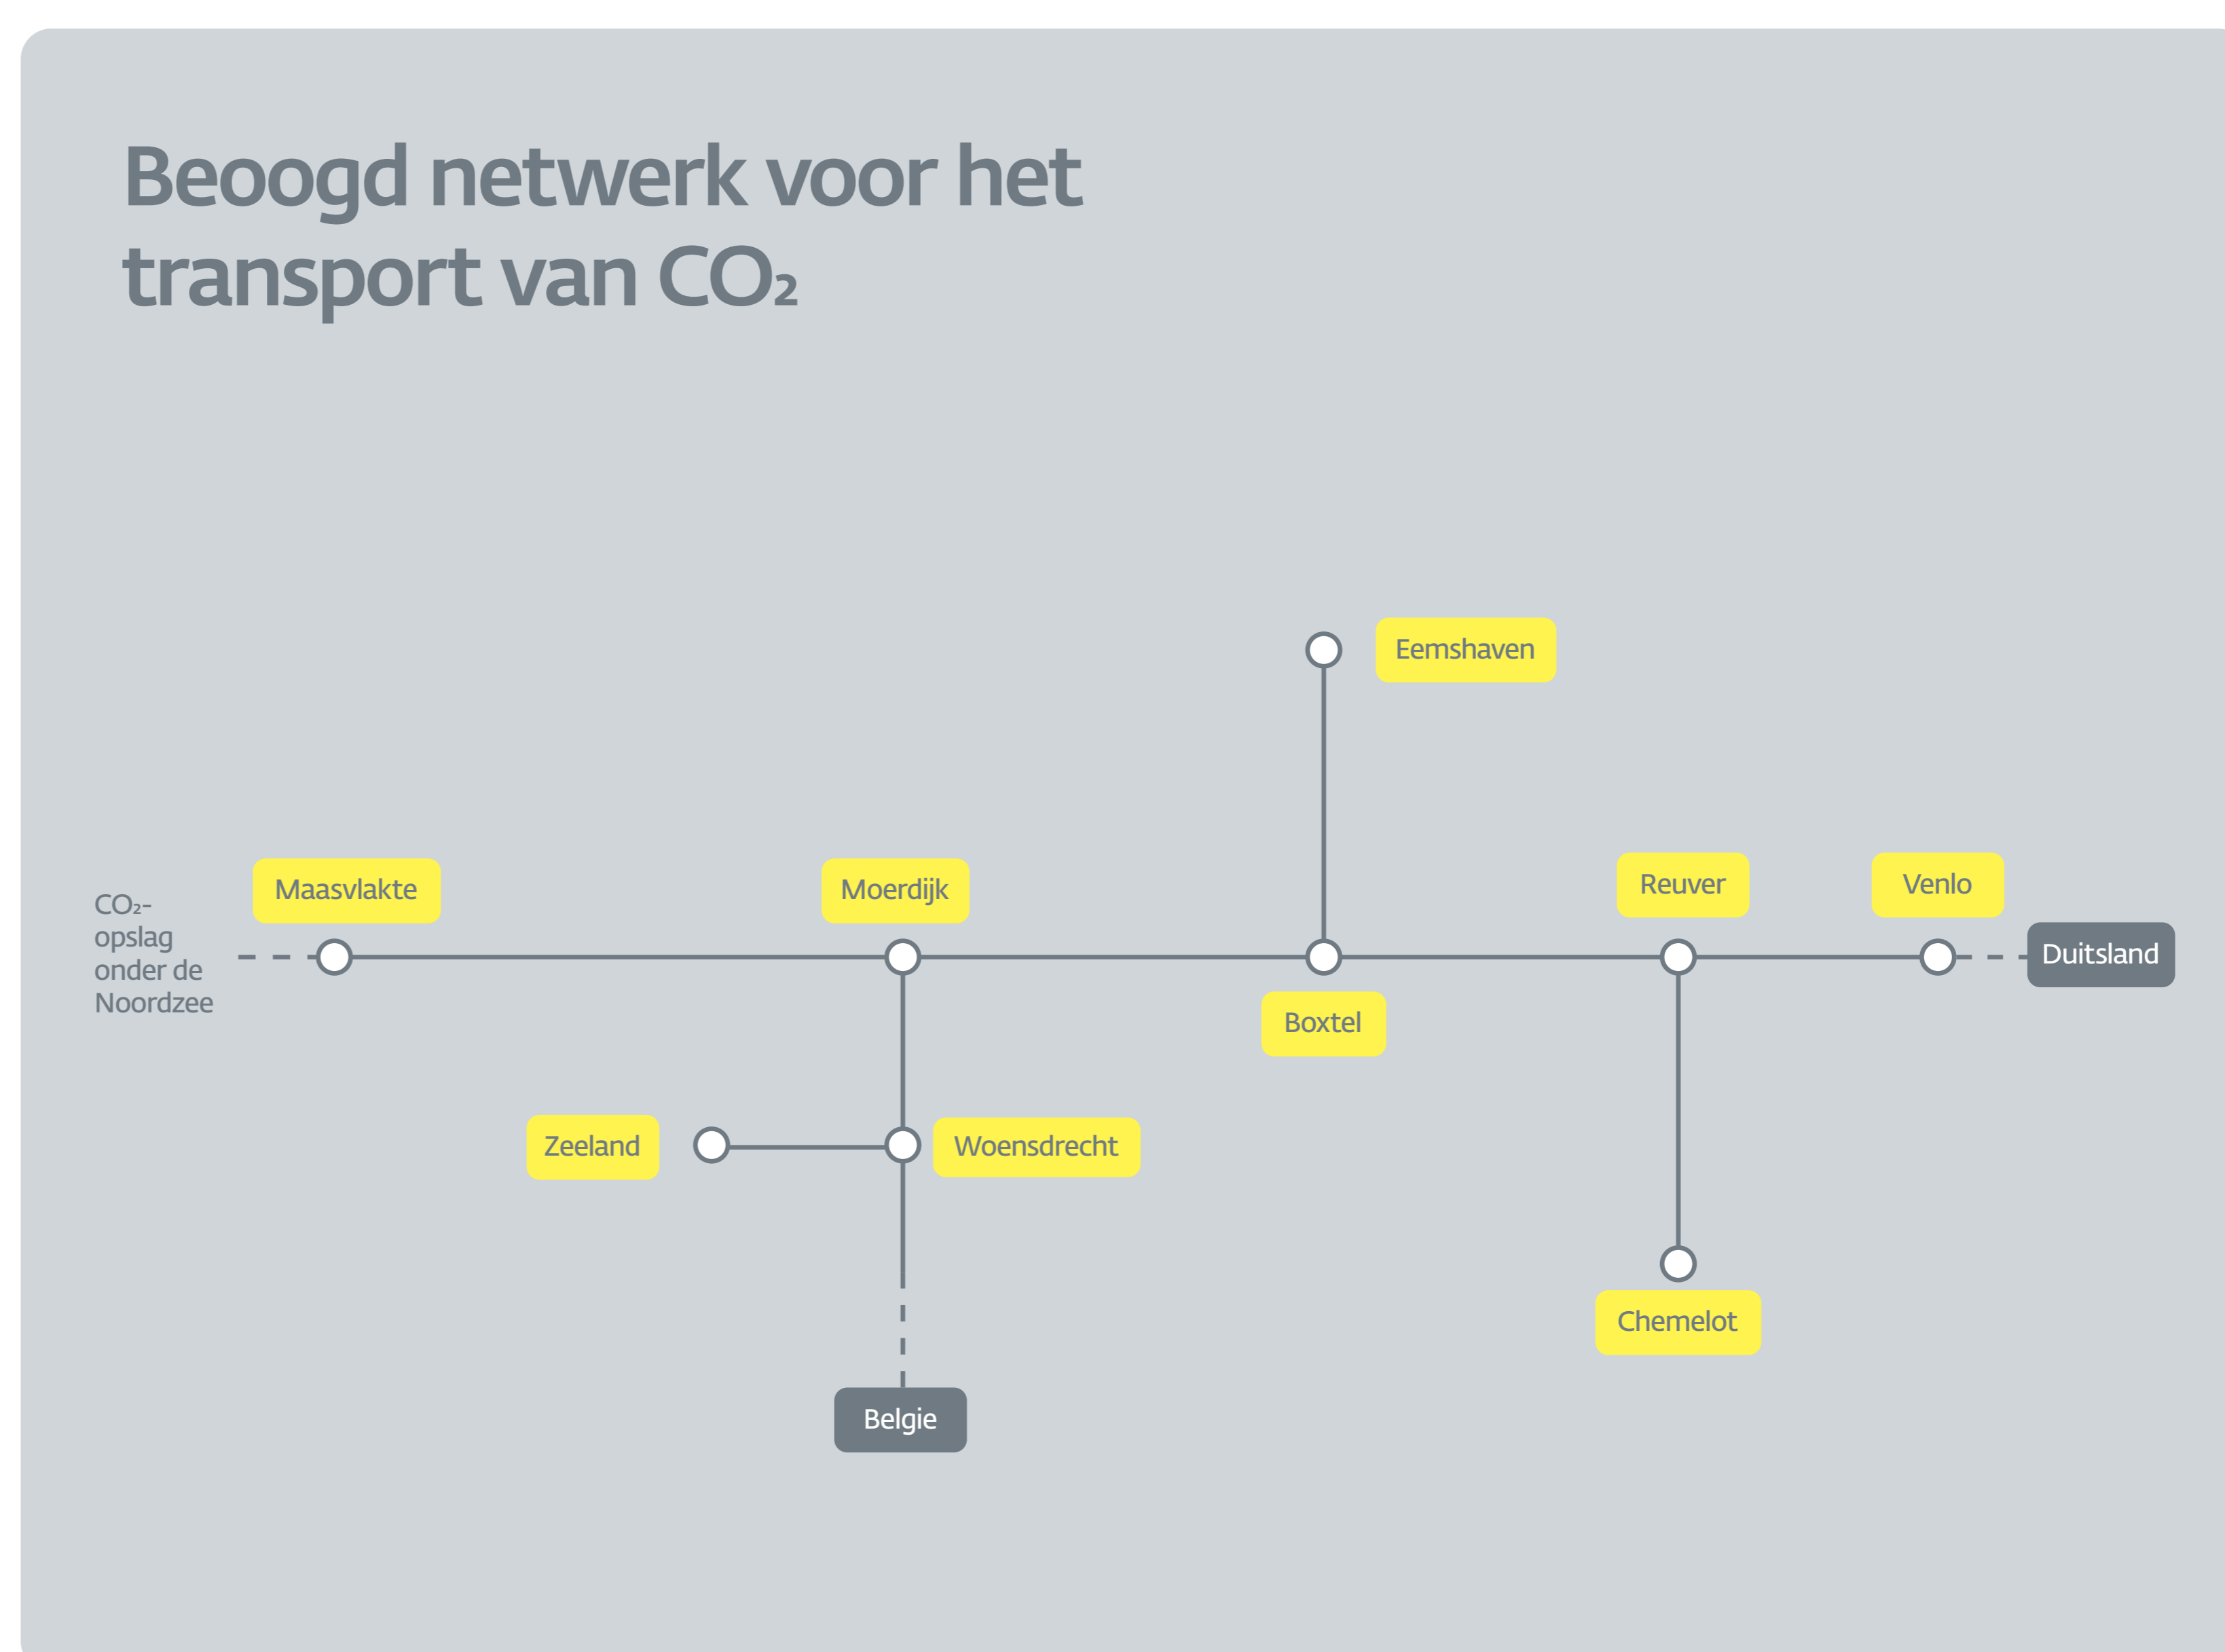 Beoogd netwerk voor het
transport van CO₂
Eemshaven
Maasvlakte
Moerdijk
Reuver
Venlo
CO₂-
opslag
onder de
Noordzee
Duitsland
Boxtel
Zeeland
Woensdrecht
Chemelot
Belgie